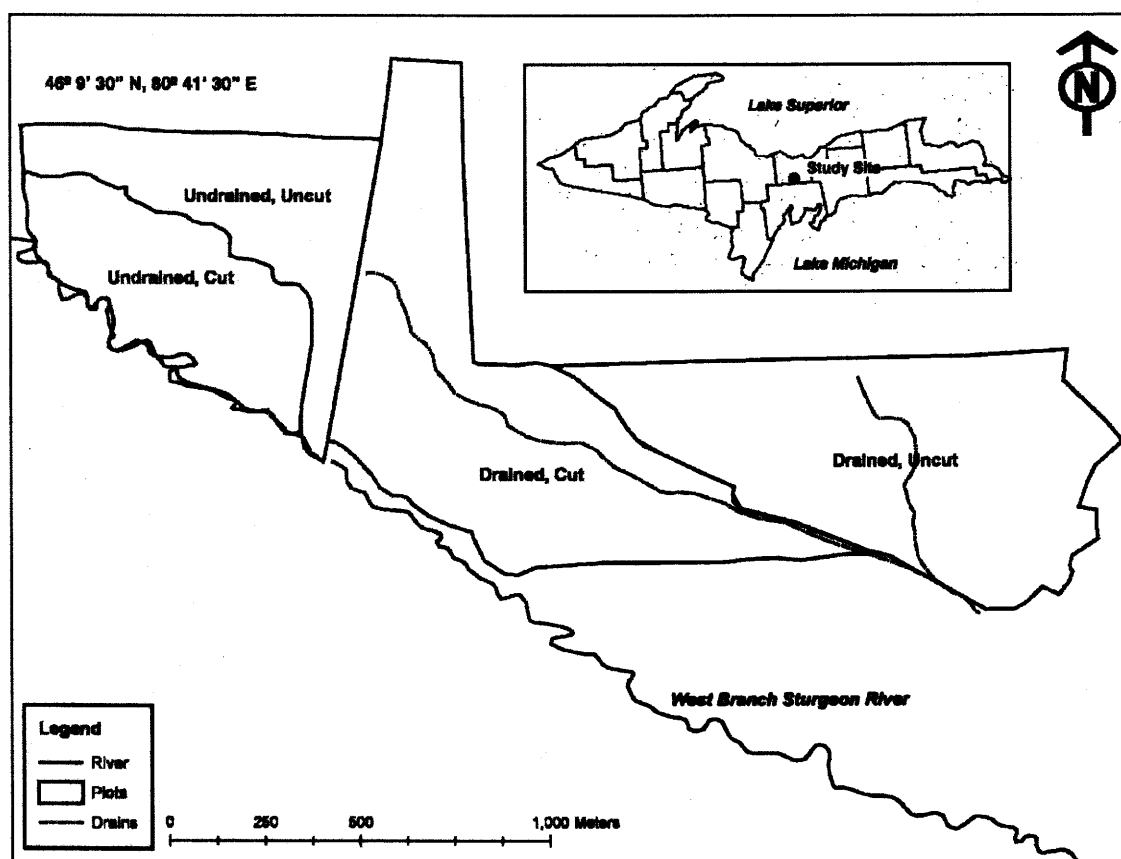 46º 9' 30" N, 80º 41' 30" E
N
Lake Superior
Study Site
Lake Michigan
Undrained, Uncut
Undrained, Cut
Drained, Cut
Drained, Uncut
West Branch Sturgeon River
Legend
River
Plots
Drains
0 250 500 1,000 Meters